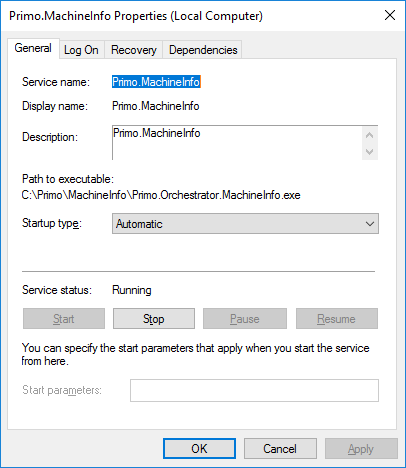 Primo.MachineInfo Properties (Local Computer)
General Log On Recovery Dependencies
Service name: Primo.MachineInfo
Display name: Primo.MachineInfo
Description: Primo.MachineInfo
Path to executable:
C:\Primo\MachineInfo\Primo.Orchestrator.MachineInfo.exe
Startup type: Automatic
Service status: Running
Start Stop Pause Resume
You can specify the start parameters that apply when you start the service
from here.
Start parameters:
OK Cancel Apply